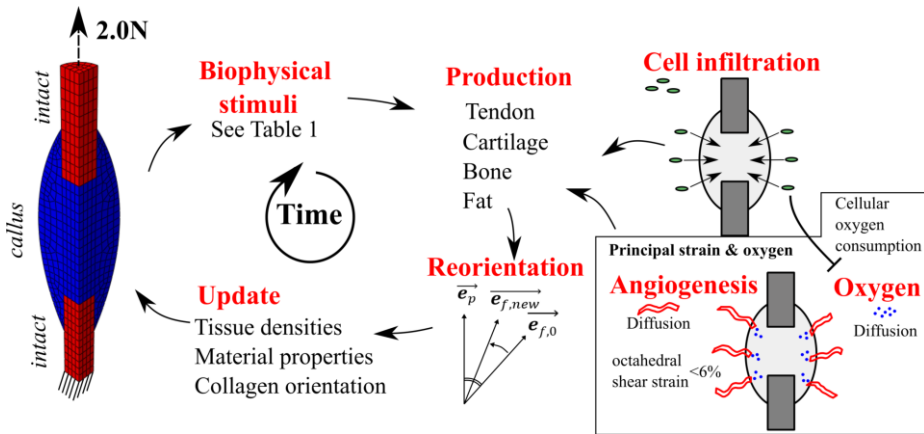 2.0N
intact
callus
intact
Biophysical
stimuli
See Table 1
Time
Update
Tissue densities
Material properties
Collagen orientation
Production
Tendon
Cartilage
Bone
Fat
Reorientation
e_p e_f,new e_f,0
Cell infiltration
Cellular
oxygen
consumption
Principal strain & oxygen
Angiogenesis
Diffusion
octahedral
shear strain <6%
Oxygen
Diffusion